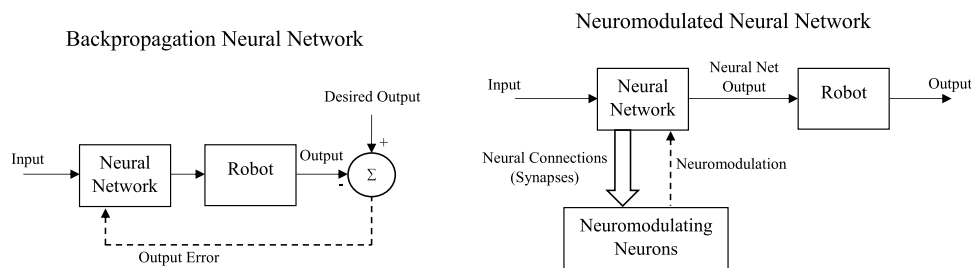 Backpropagation Neural Network
Desired Output
+
Input
Neural
Network
Robot
Output
-
Σ
Output Error
Neuromodulated Neural Network
Input
Neural
Network
Neural Net
Output
Robot
Output
Neural Connections
(Synapses)
Neuromodulation
Neuromodulating
Neurons